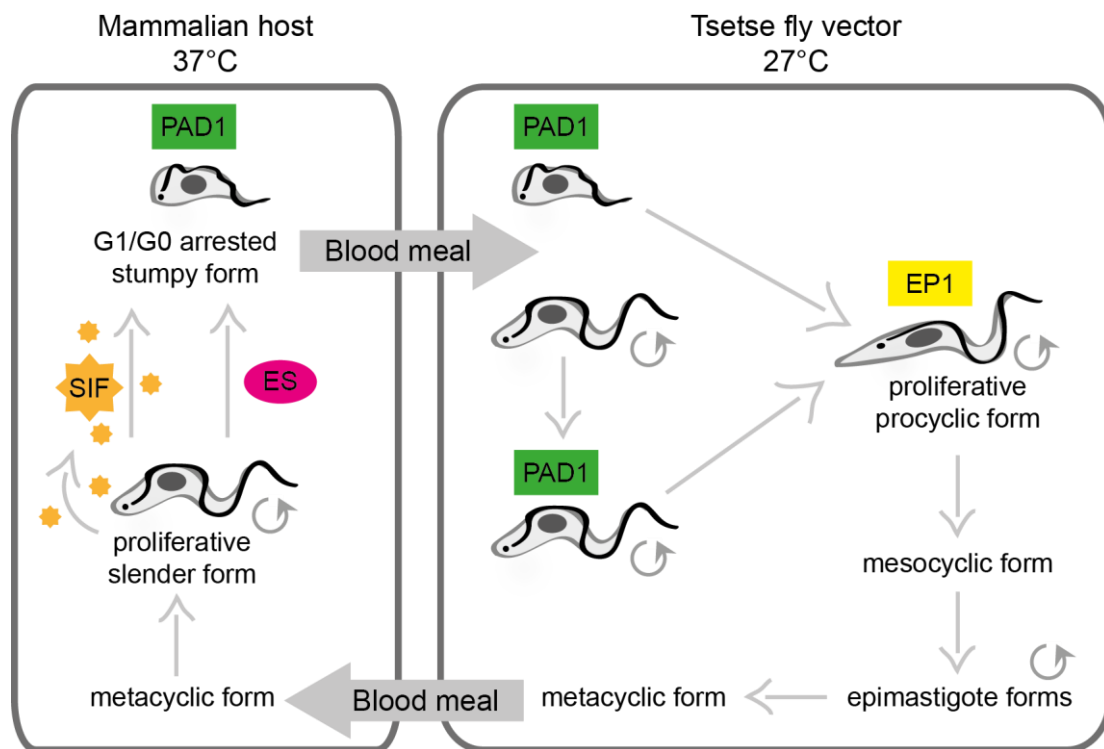 Mammalian host
37°C
PAD1
G1/G0 arrested
stumpy form
SIF
ES
proliferative
slender form
metacyclic form
Blood meal
Blood meal
Tsetse fly vector
27°C
PAD1
PAD1
EP1
proliferative
procyclic form
mesocyclic form
epimastigote forms
metacyclic form